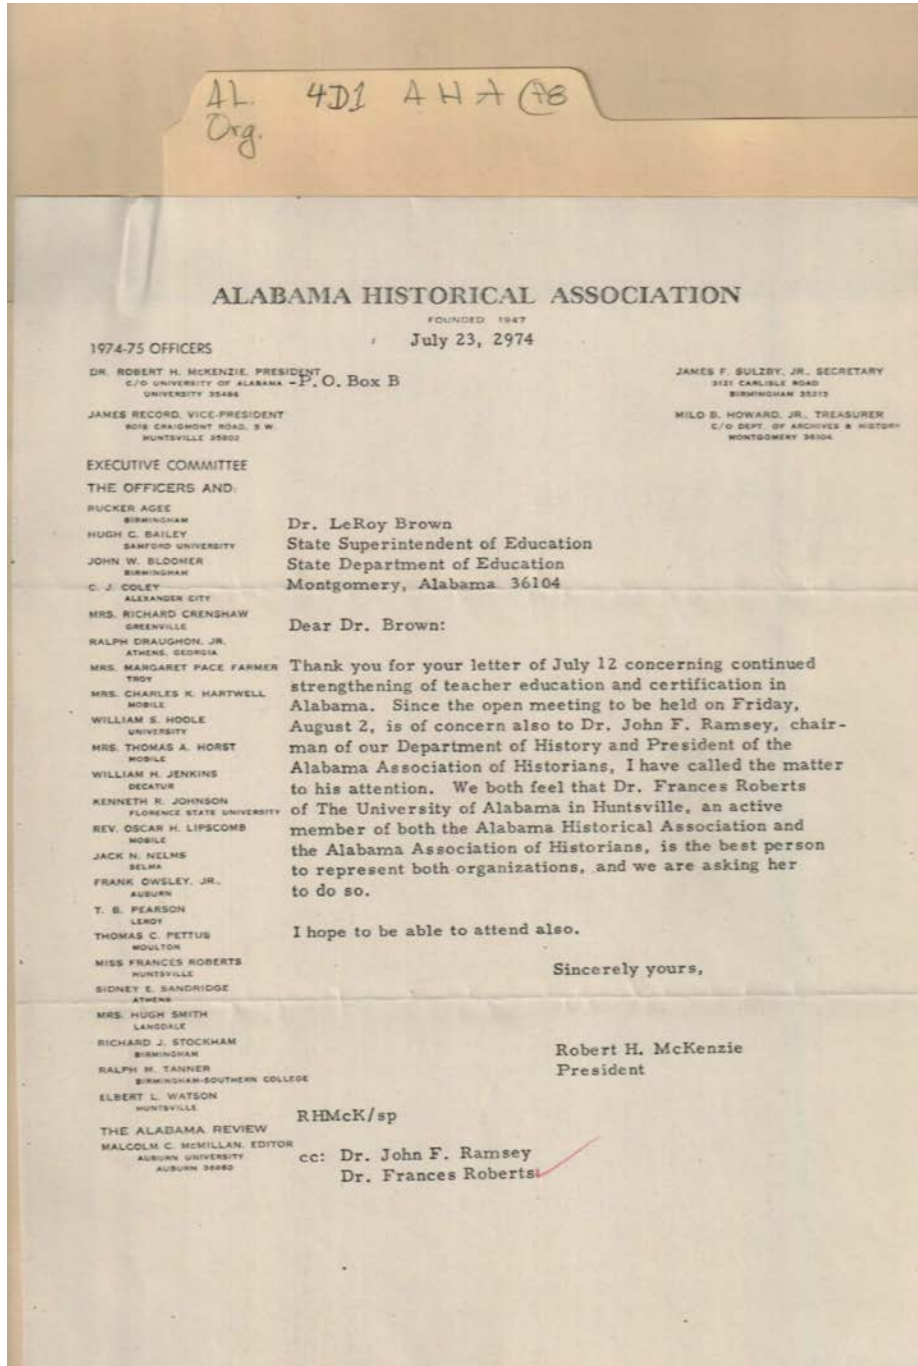 AL. 4D1 A H A
Org.
ALABAMA HISTORICAL ASSOCIATION
FOUNDED 1947
July 23, 2974
1974-75 OFFICERS
DR. ROBERT H. McKENZIE, PRESIDENT
C/O UNIVERSITY OF ALABAMA -P.O. Box B
UNIVERSITY 35486
JAMES RECORD, VICE-PRESIDENT
8018 CRAIGMONT ROAD, S.W.
HUNTSVILLE 35802
JAMES F. SULZBY, JR., SECRETARY
3121 CARLISLE ROAD
BIRMINGHAM 35213
MILO B. HOWARD, JR., TREASURER
C/O DEPT. OF ARCHIVES & HISTORY
MONTGOMERY 36104
EXECUTIVE COMMITTEE
THE OFFICERS AND:
RUCKER AGEE
BIRMINGHAM
HUGH C. BAILEY
SAMFORD UNIVERSITY
JOHN W. BLOOMER
BIRMINGHAM
C. J. COLEY
ALEXANDER CITY
MRS. RICHARD CRENSHAW
GREENVILLE
RALPH DRAUGHON, JR.
ATHENS, GEORGIA
MRS. MARGARET PACE FARMER
TROY
MRS. CHARLES K. HARTWELL
MOBILE
WILLIAM S. HOOLE
UNIVERSITY
MRS. THOMAS A. HORST
MOBILE
WILLIAM H. JENKINS
DECATUR
KENNETH R. JOHNSON
FLORENCE STATE UNIVERSITY
REV. OSCAR H. LIPSCOMB
MOBILE
JACK N. NELMS
SELMA
FRANK OWSLEY, JR.,
AUBURN
T. B. PEARSON
LEROY
THOMAS C. PETTUS
MOULTON
MISS FRANCES ROBERTS
HUNTSVILLE
SIDNEY E. SANDRIDGE
ATHENS
MRS. HUGH SMITH
LANGDALE
RICHARD J. STOCKHAM
BIRMINGHAM
RALPH M. TANNER
BIRMINGHAM-SOUTHERN COLLEGE
ELBERT L. WATSON
HUNTSVILLE
THE ALABAMA REVIEW
MALCOLM C. McMILLAN, EDITOR
AUBURN UNIVERSITY
AUBURN 36830
Dr. LeRoy Brown
State Superintendent of Education
State Department of Education
Montgomery, Alabama 36104
Dear Dr. Brown:
Thank you for your letter of July 12 concerning continued
strengthening of teacher education and certification in
Alabama. Since the open meeting to be held on Friday,
August 2, is of concern also to Dr. John F. Ramsey, chair-
man of our Department of History and President of the
Alabama Association of Historians, I have called the matter
to his attention. We both feel that Dr. Frances Roberts
of The University of Alabama in Huntsville, an active
member of both the Alabama Historical Association and
the Alabama Association of Historians, is the best person
to represent both organizations, and we are asking her
to do so.
I hope to be able to attend also.
Sincerely yours,
Robert H. McKenzie
President
RHMcK/sp
cc: Dr. John F. Ramsey
Dr. Frances Roberts